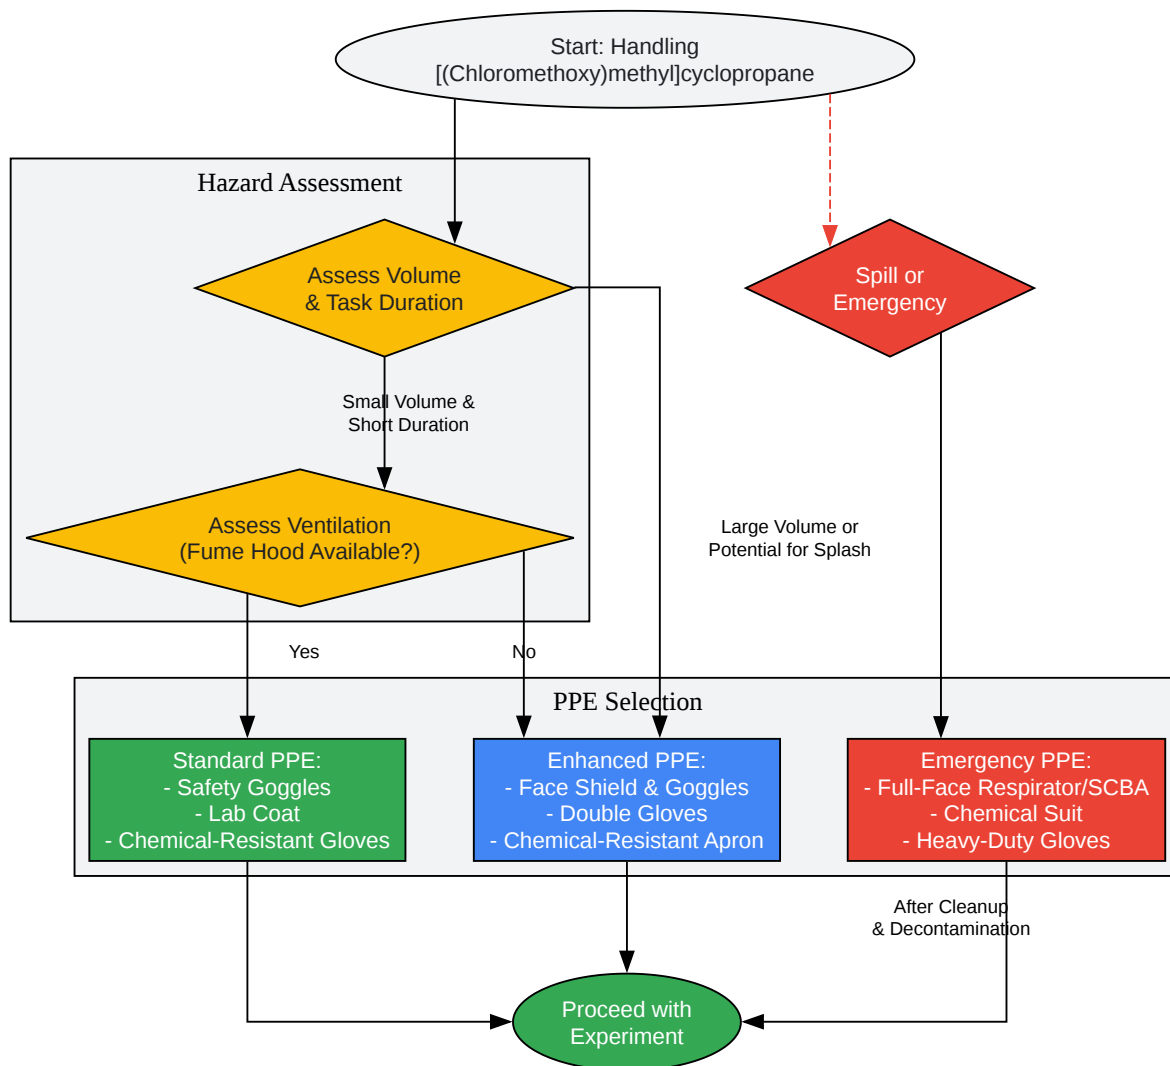 Start: Handling
[(Chloromethoxy)methyl]cyclopropane
Hazard Assessment
Assess Volume
& Task Duration
Spill or
Emergency
Small Volume &
Short Duration
Assess Ventilation
(Fume Hood Available?)
Large Volume or
Potential for Splash
Yes
No
PPE Selection
Standard PPE:
- Safety Goggles
- Lab Coat
- Chemical-Resistant Gloves
Enhanced PPE:
- Face Shield & Goggles
- Double Gloves
- Chemical-Resistant Apron
Emergency PPE:
- Full-Face Respirator/SCBA
- Chemical Suit
- Heavy-Duty Gloves
After Cleanup
& Decontamination
Proceed with
Experiment